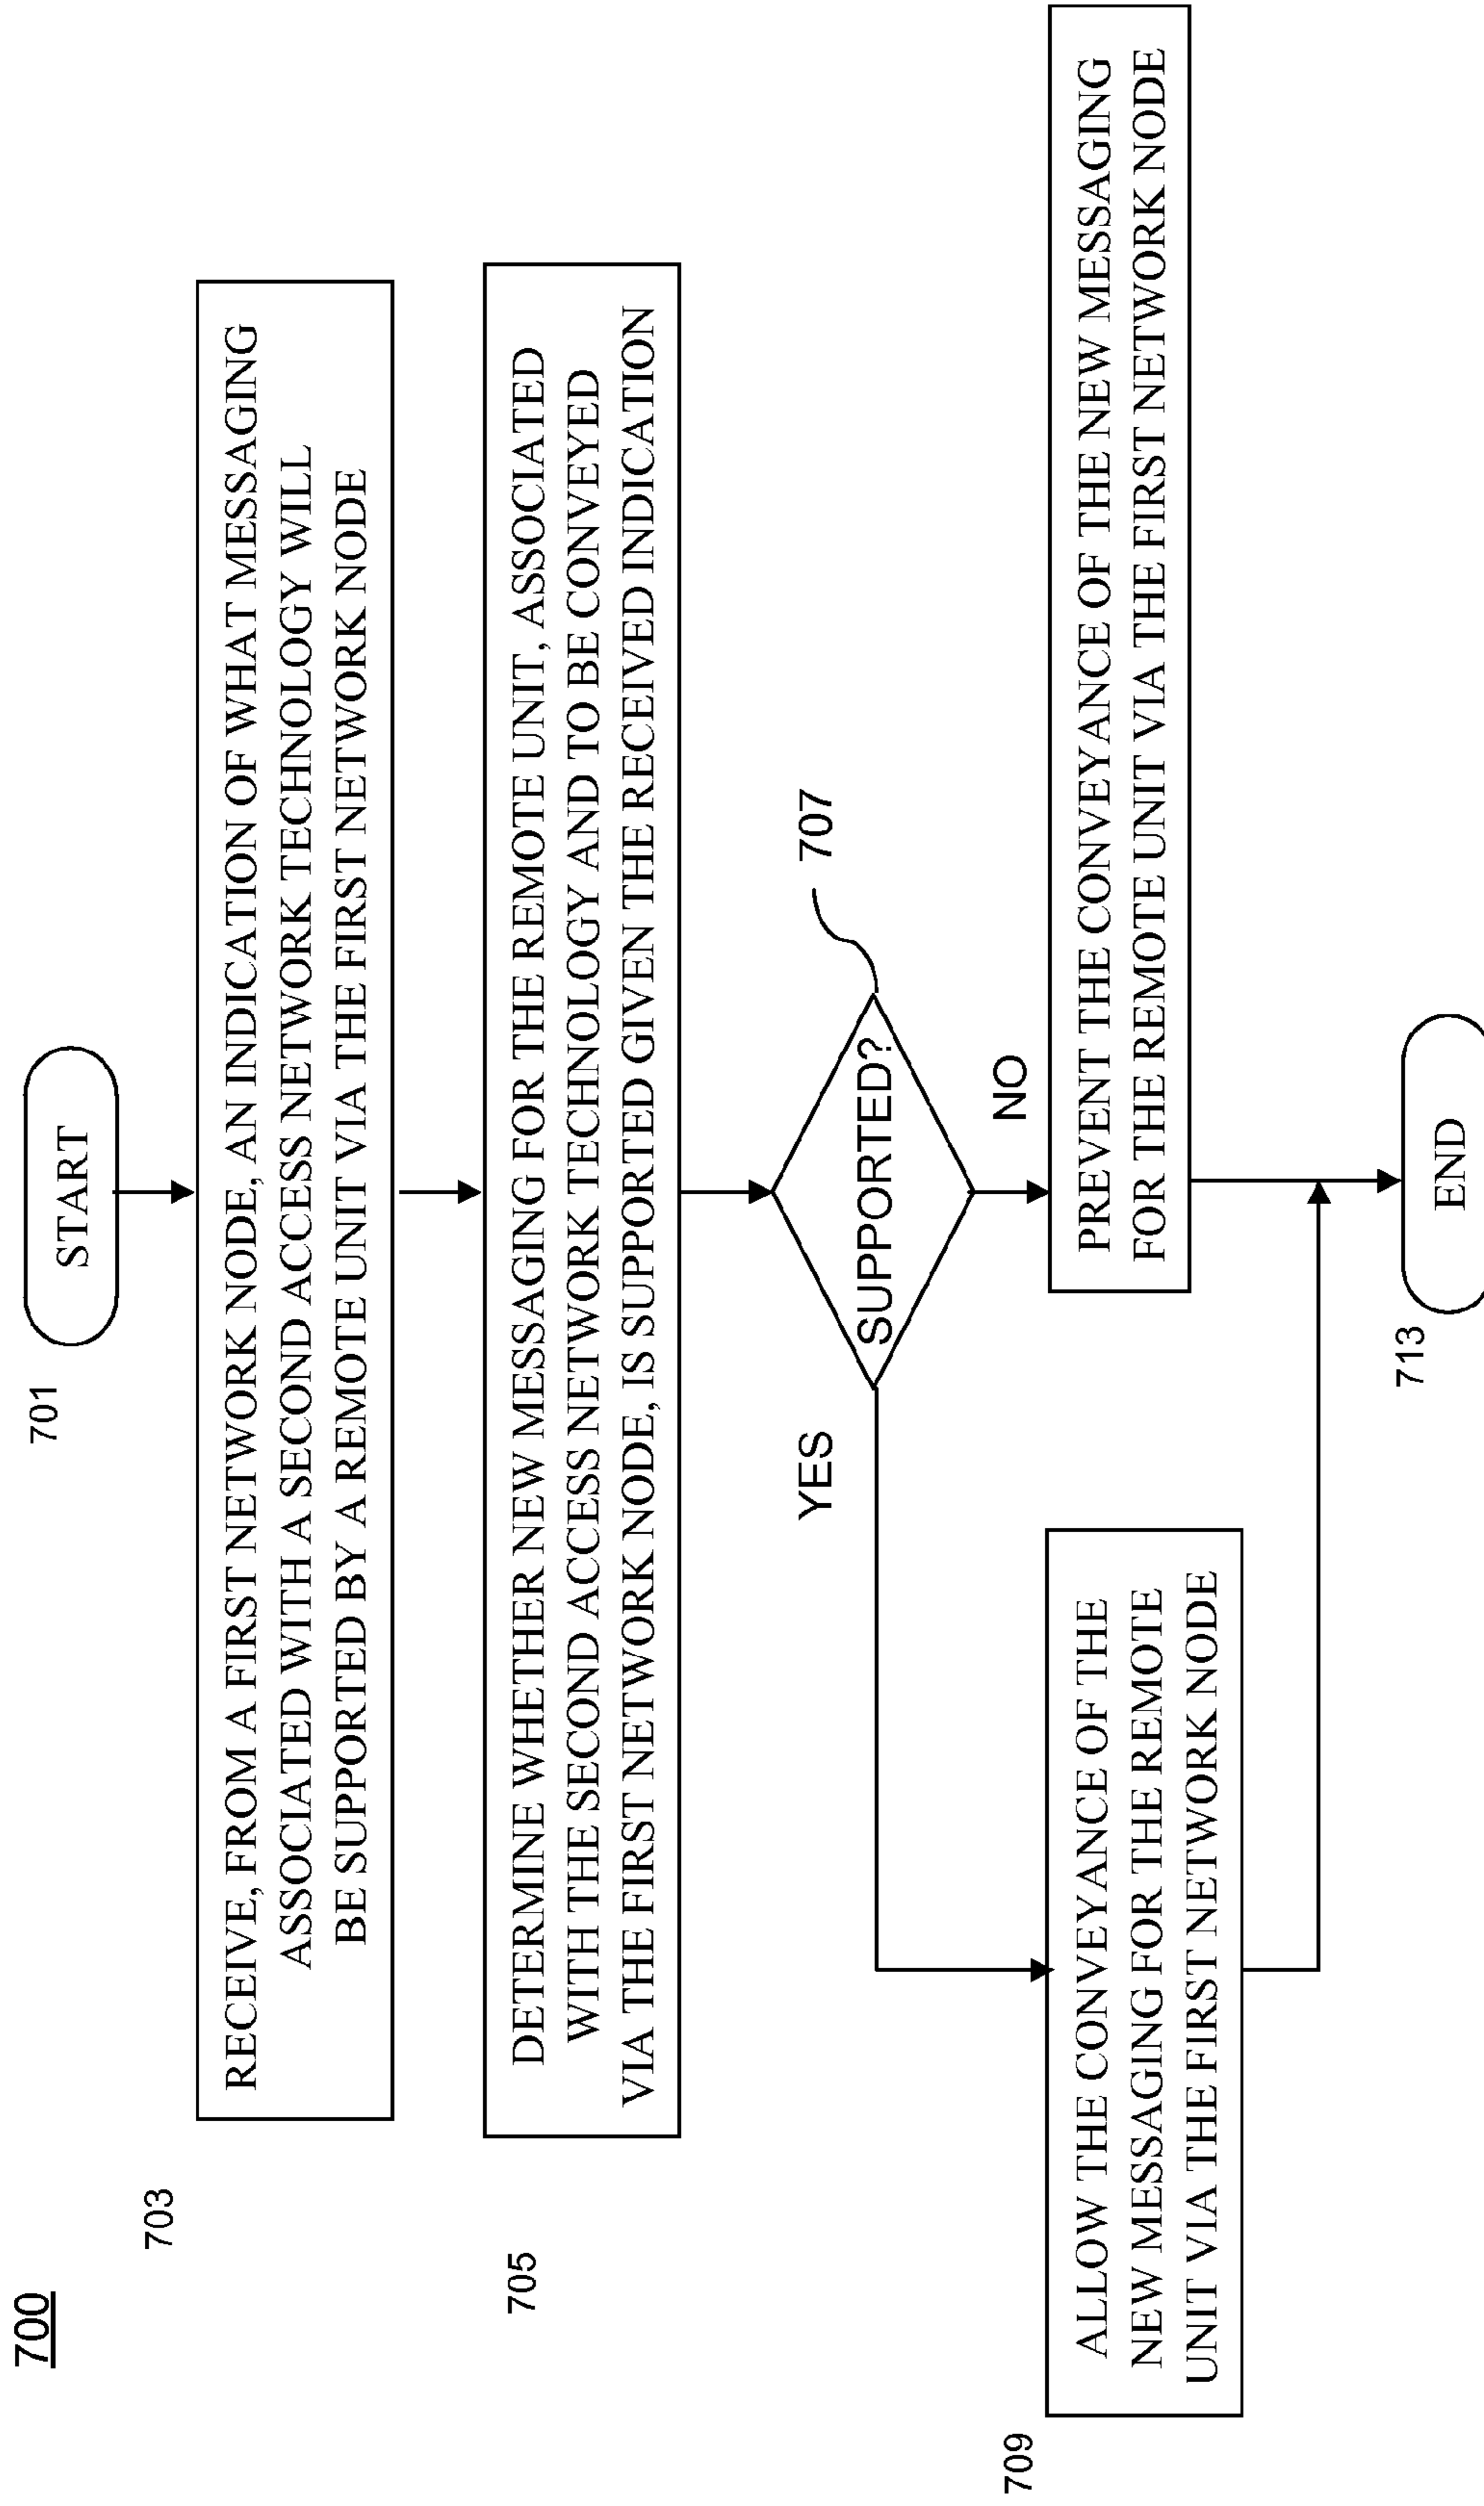 700
701
START
703
RECEIVE, FROM A FIRST NETWORK NODE, AN INDICATION OF WHAT MESSAGING
ASSOCIATED WITH A SECOND ACCESS NETWORK TECHNOLOGY WILL
BE SUPPORTED BY A REMOTE UNIT VIA THE FIRST NETWORK NODE
705
DETERMINE WHETHER NEW MESSAGING FOR THE REMOTE UNIT, ASSOCIATED
WITH THE SECOND ACCESS NETWORK TECHNOLOGY AND TO BE CONVEYED
VIA THE FIRST NETWORK NODE, IS SUPPORTED GIVEN THE RECEIVED INDICATION
707
SUPPORTED?
YES
NO
709
ALLOW THE CONVEYANCE OF THE
NEW MESSAGING FOR THE REMOTE
UNIT VIA THE FIRST NETWORK NODE
PREVENT THE CONVEYANCE OF THE NEW MESSAGING
FOR THE REMOTE UNIT VIA THE FIRST NETWORK NODE
713
END